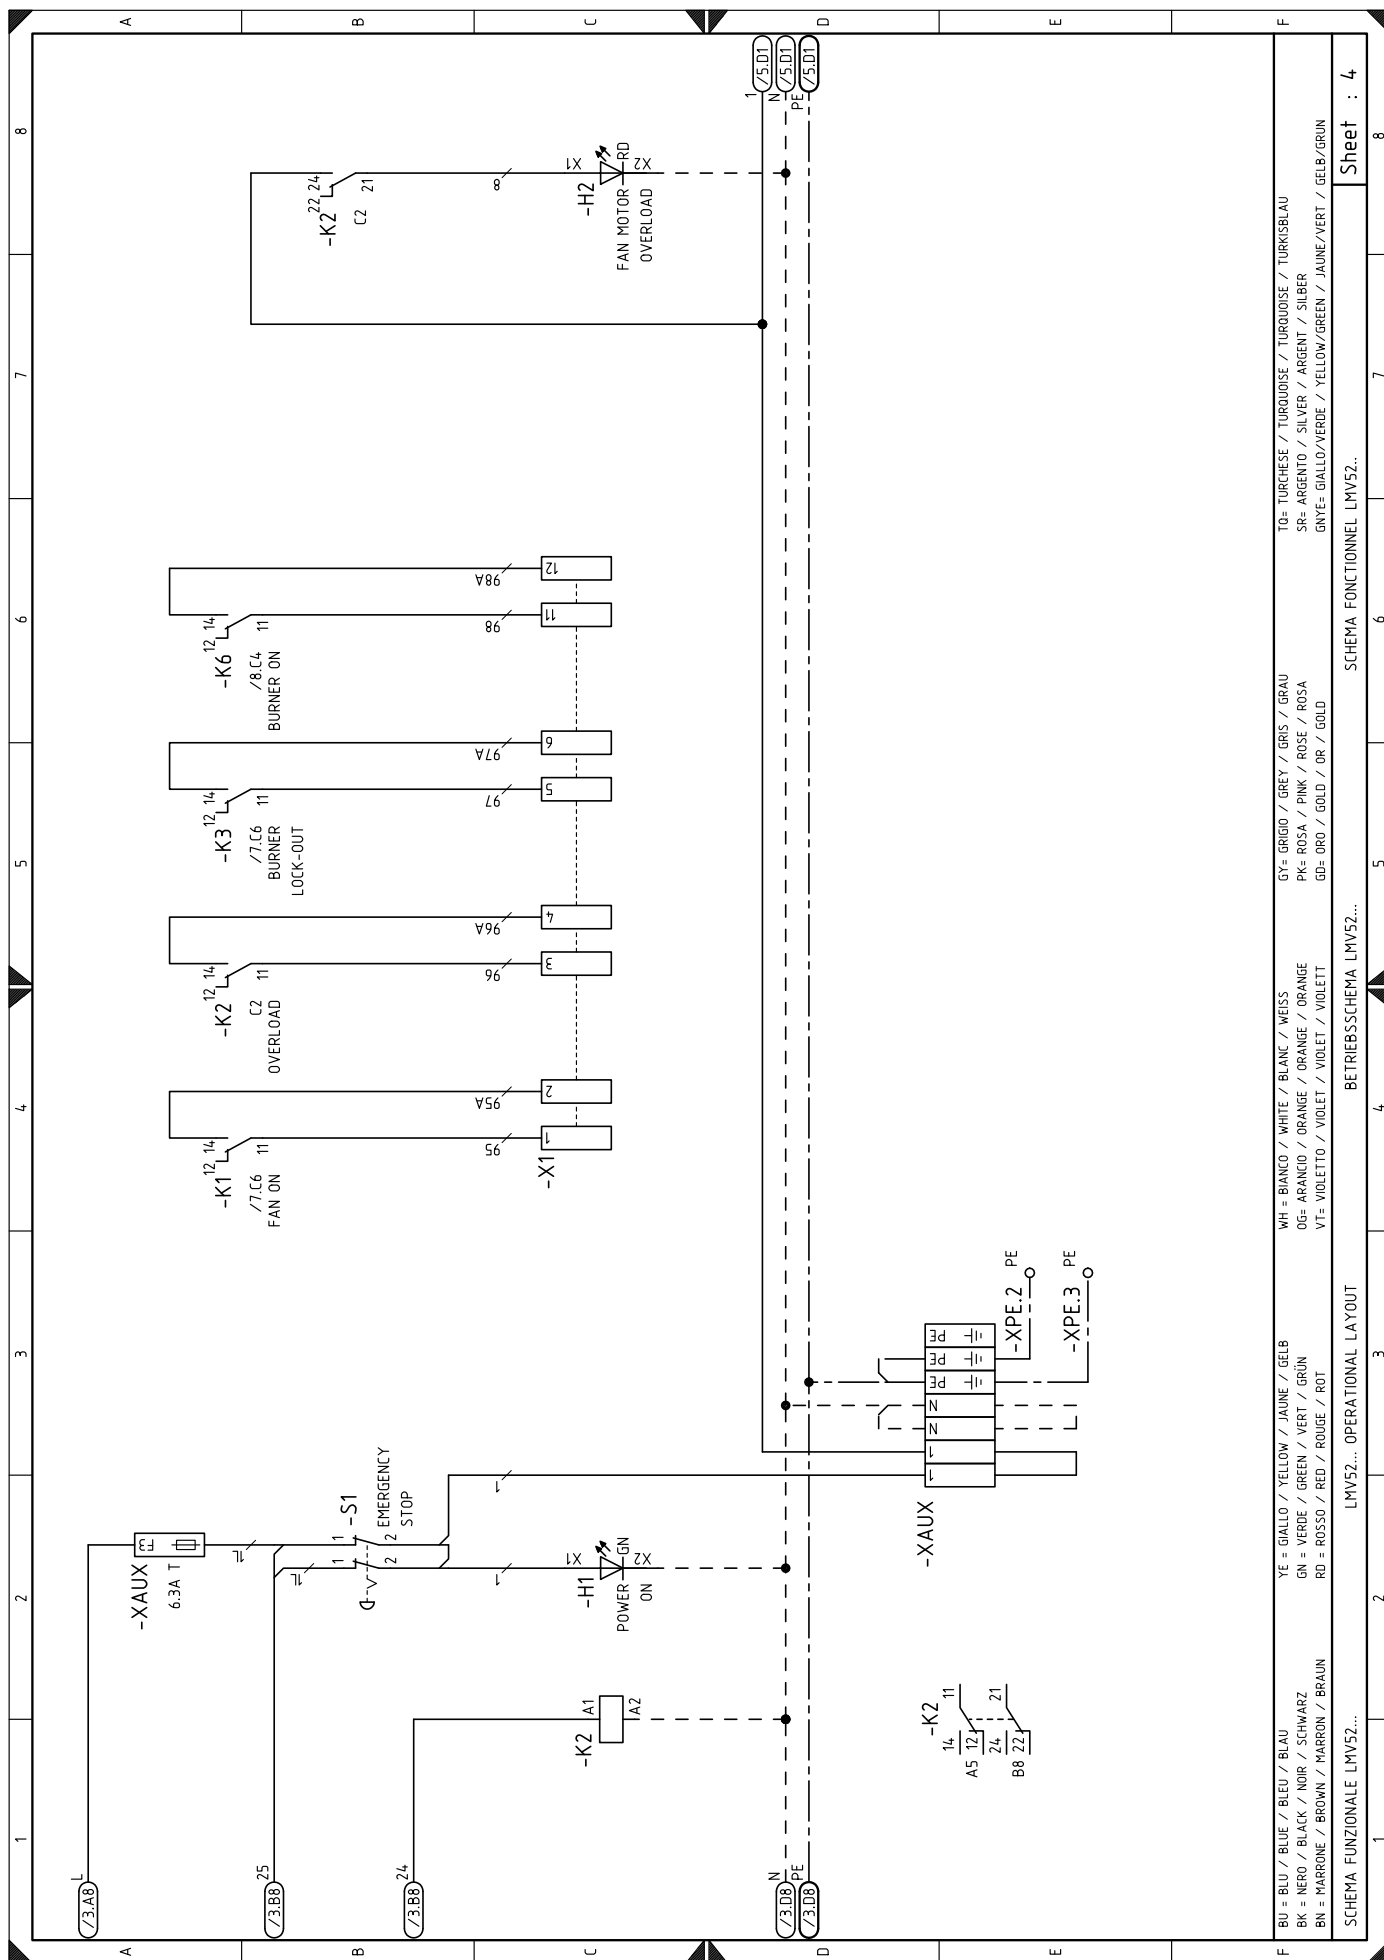 1 2 3 4 5 6 7 8
A
B
C
D
E
F
/3.A8 L
/3.B8 25
/3.B8 24
/3.D8 N
/3.D8 PE
-XAUX
F3
6.3A T
1L
1L
-S1
1 1
2 2
EMERGENCY
STOP
1
1
-H1
X1
X2
GN
POWER
ON
-K2
A1
A2
-K1
12 14
11
/7.C6
FAN ON
95
95A
-K2
12 14
11
C2
OVERLOAD
96
96A
-K3
12 14
11
/7.C6
BURNER
LOCK-OUT
97
97A
-K6
12 14
11
/8.C4
BURNER ON
98
98A
-X1
1 2 3 4 5 6 11 12
-K2
22 24
21
C2
8
-H2
X1
X2
RD
FAN MOTOR
OVERLOAD
1 /5.D1
N /5.D1
PE /5.D1
-K2
14 11
A5 12
24 21
B8 22
-XAUX
1 1 N N PE PE PE
-XPE.2 PE
-XPE.3 PE
BU = BLU / BLUE / BLEU / BLAU
BK = NERO / BLACK / NOIR / SCHWARZ
BN = MARRONE / BROWN / MARRON / BRAUN
YE = GIALLO / YELLOW / JAUNE / GELB
GN = VERDE / GREEN / VERT / GRÜN
RD = ROSSO / RED / ROUGE / ROT
WH = BIANCO / WHITE / BLANC / WEISS
OG= ARANCIO / ORANGE / ORANGE / ORANGE
VT= VIOLETTO / VIOLET / VIOLET / VIOLETT
GY= GRIGIO / GREY / GRIS / GRAU
PK= ROSA / PINK / ROSE / ROSA
GD= ORO / GOLD / OR / GOLD
TQ= TURCHESE / TURQUOISE / TURQUOISE / TURKISBLAU
SR= ARGENTO / SILVER / ARGENT / SILBER
GNYE= GIALLO/VERDE / YELLOW/GREEN / JAUNE/VERT / GELB/GRUN
SCHEMA FUNZIONALE LMV52...
LMV52... OPERATIONAL LAYOUT
BETRIEBSSCHEMA LMV52...
SCHEMA FONCTIONNEL LMV52..
Sheet : 4
1 2 3 4 5 6 7 8
A
B
C
D
E
F